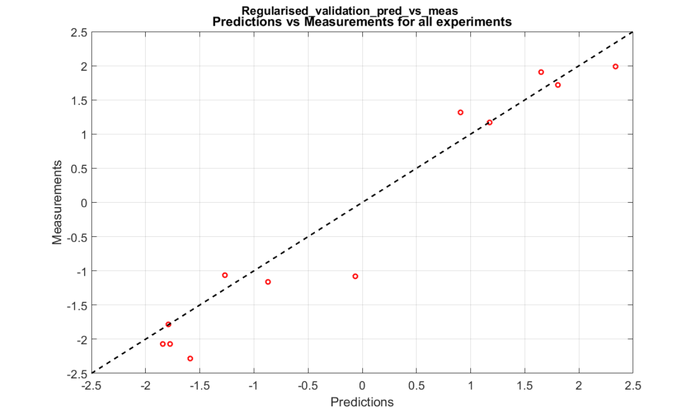 Regularised_validation_pred_vs_meas
Predictions vs Measurements for all experiments
2.5
2
1.5
1
0.5
0
-0.5
-1
-1.5
-2
-2.5
Measurements
-2.5 -2 -1.5 -1 -0.5 0 0.5 1 1.5 2 2.5
Predictions